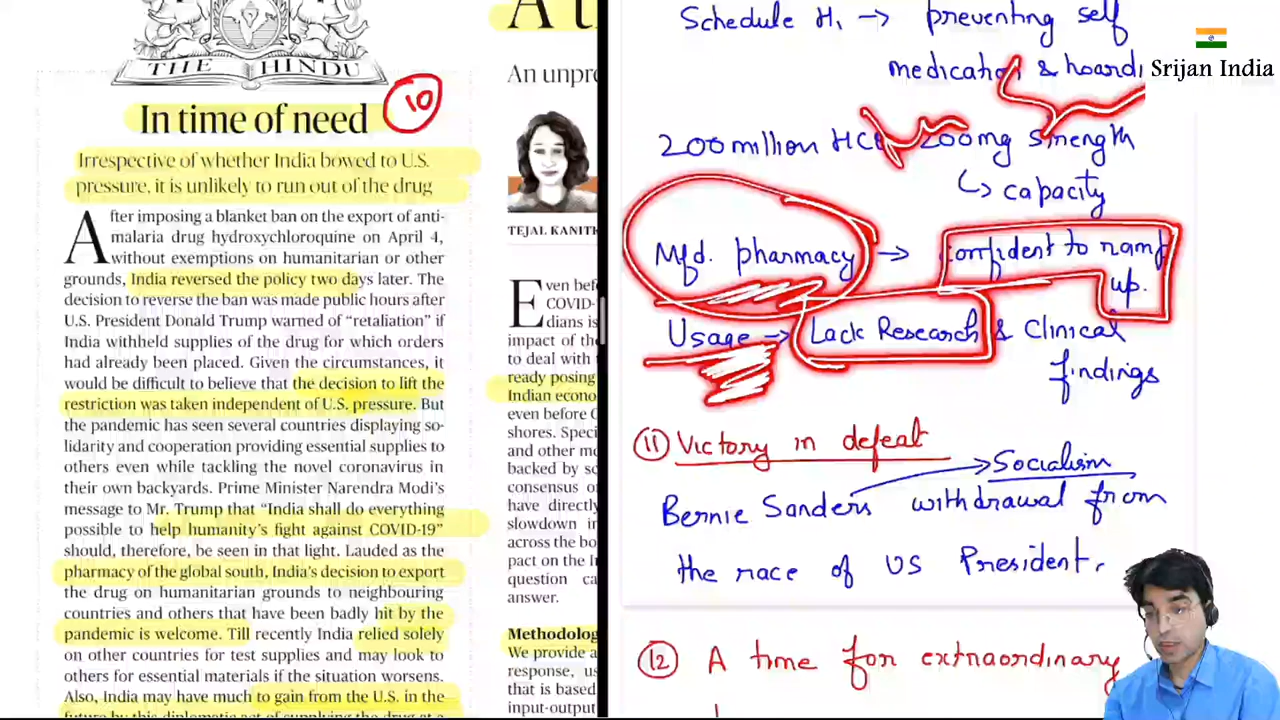 THE HINDU
10
In time of need
Irrespective of whether India bowed to U.S.
pressure, it is unlikely to run out of the drug
After imposing a blanket ban on the export of anti-
malaria drug hydroxychloroquine on April 4,
without exemptions on humanitarian or other
grounds, India reversed the policy two days later. The
decision to reverse the ban was made public hours after
U.S. President Donald Trump warned of “retaliation” if
India withheld supplies of the drug for which orders
had already been placed. Given the circumstances, it
would be difficult to believe that the decision to lift the
restriction was taken independent of U.S. pressure. But
the pandemic has seen several countries displaying so-
lidarity and cooperation providing essential supplies to
others even while tackling the novel coronavirus in
their own backyards. Prime Minister Narendra Modi’s
message to Mr. Trump that “India shall do everything
possible to help humanity’s fight against COVID-19”
should, therefore, be seen in that light. Lauded as the
pharmacy of the global south, India’s decision to export
the drug on humanitarian grounds to neighbouring
countries and others that have been badly hit by the
pandemic is welcome. Till recently India relied solely
on other countries for test supplies and may look to
others for essential materials if the situation worsens.
Also, India may have much to gain from the U.S. in the
An unpre
TEJAL KANITK
Even bef
COVID-
dians is
impact of the
to deal with
ready posing
Indian econo
even before C
shores. Speci
and other mo
backed by sc
consensus o
have directly
slowdown in
across the bo
pact on the In
question ca
answer.
Methodolog
We provide a
response, us
that is based
input-output
Schedule H1 → preventing self
medication & hoardi
200 million HCQ 200mg strength
↳ capacity
Mfd. pharmacy → confident to ramp
up.
Usage → Lack Research & clinical
findings
11 Victory in defeat
→ Socialism
Bernie Sanders withdrawal from
the race of US President.
12 A time for extraordinary
Srijan India